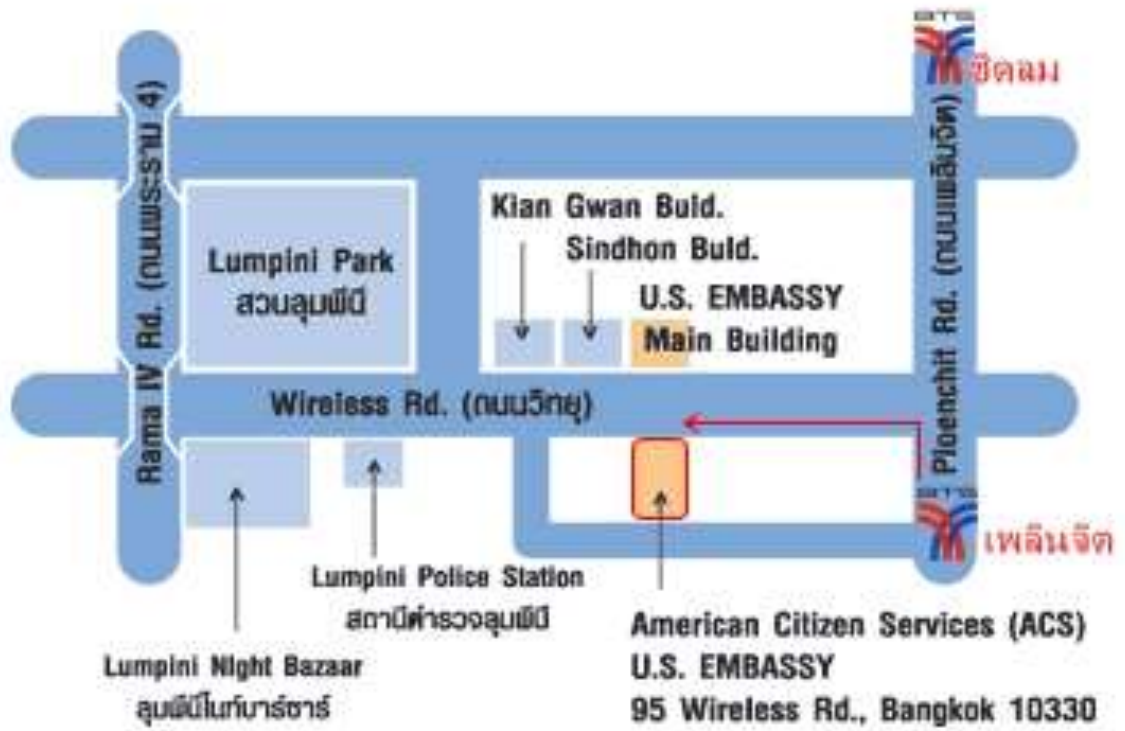 BTS
ชิดลม
Rama IV Rd. (ถนนพระราม 4)
Ploenchit Rd. (ถนนเพลินจิต)
Kian Gwan Buld.
Sindhon Buld.
Lumpini Park
สวนลุมพีนี
U.S. EMBASSY
Main Building
Wireless Rd. (ถนนวิทยุ)
BTS
เพลินจิต
Lumpini Police Station
สถานีตำรวจลุมพีนี
Lumpini Night Bazaar
ลุมพีนีไนท์บาร์ซาร์
American Citizen Services (ACS)
U.S. EMBASSY
95 Wireless Rd., Bangkok 10330